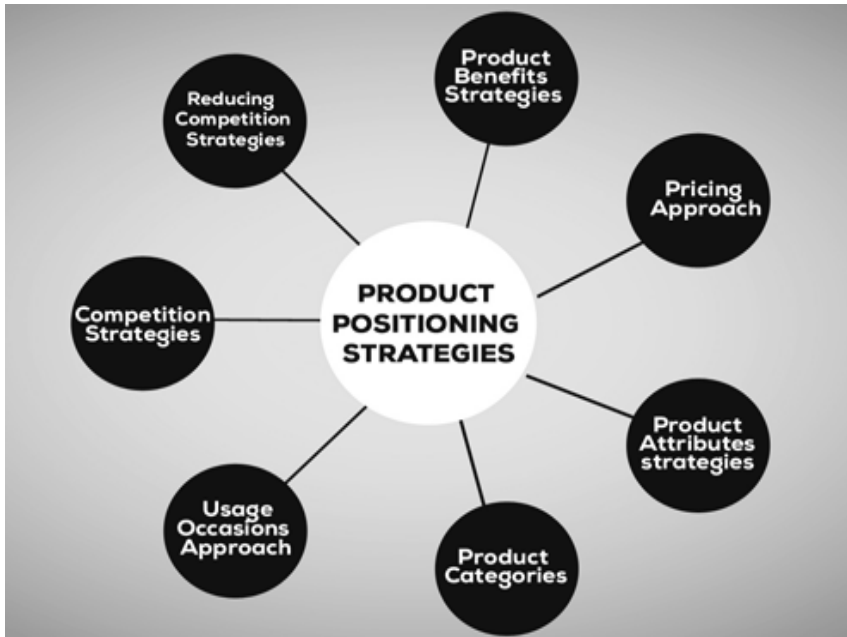 Product
Benefits
Strategies
Pricing
Approach
Product
Attributes
strategies
Product
Categories
Usage
Occasions
Approach
Competition
Strategies
Reducing
Competition
Strategies
PRODUCT
POSITIONING
STRATEGIES